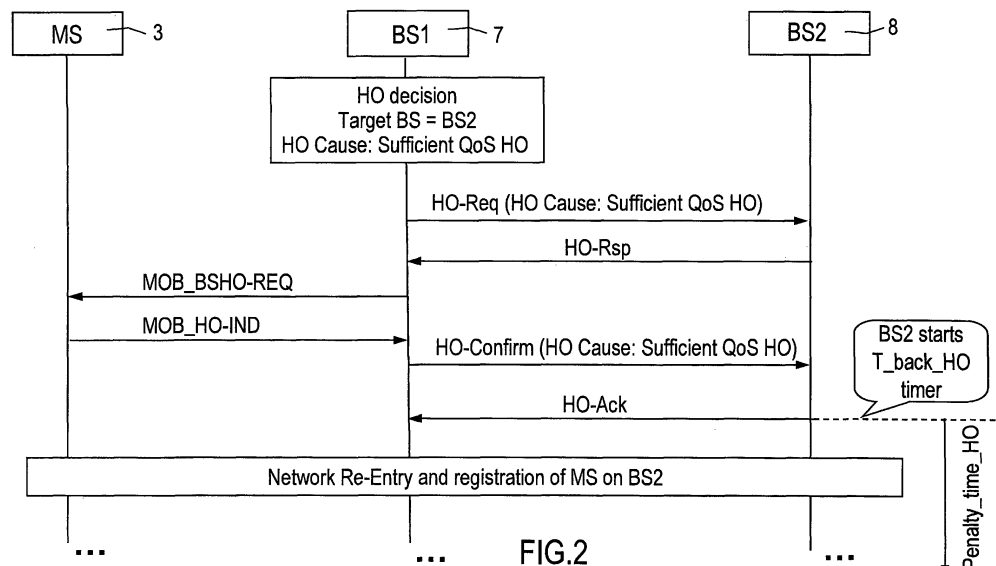 MS 3
BS1 7
BS2 8
HO decision
Target BS = BS2
HO Cause: Sufficient QoS HO
HO-Req (HO Cause: Sufficient QoS HO)
HO-Rsp
MOB_BSHO-REQ
MOB_HO-IND
HO-Confirm (HO Cause: Sufficient QoS HO)
BS2 starts
T_back_HO
timer
HO-Ack
Penalty_time_HO
Network Re-Entry and registration of MS on BS2
...
...
...
FIG.2